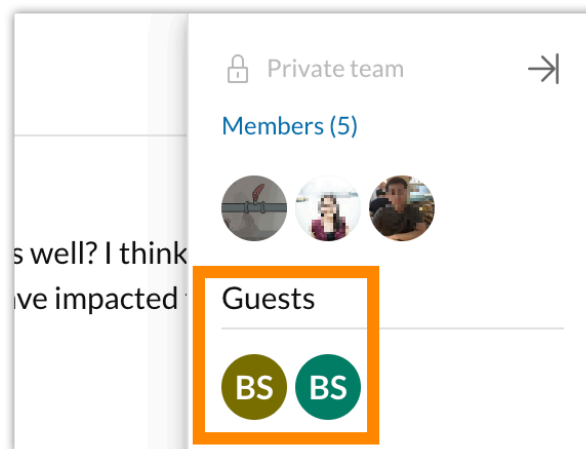 Private team
Members (5)
s well? I think
ve impacted
Guests
BS BS